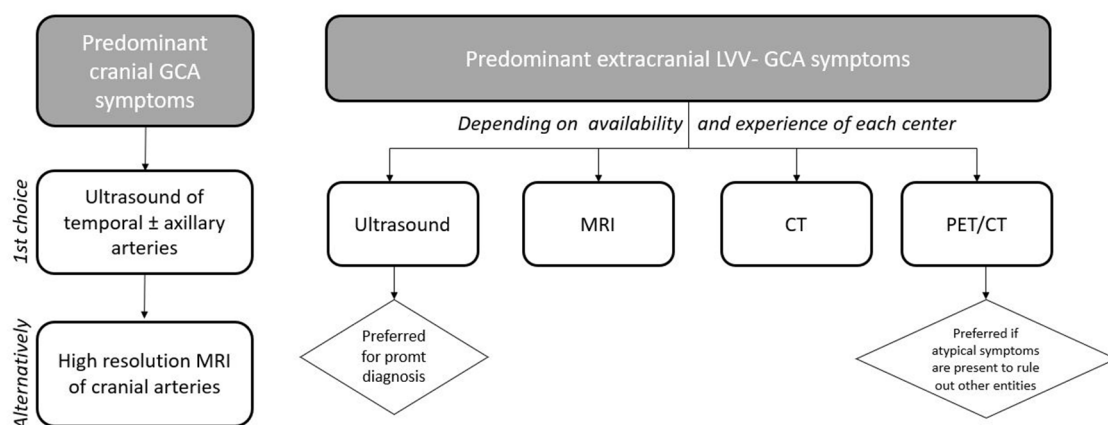 Predominant
cranial GCA
symptoms
1st choice
Ultrasound of
temporal ± axillary
arteries
Alternatively
High resolution MRI
of cranial arteries
Predominant extracranial LVV- GCA symptoms
Depending on availability and experience of each center
Ultrasound
MRI
CT
PET/CT
Preferred
for promt
diagnosis
Preferred if
atypical symptoms
are present to rule
out other entities